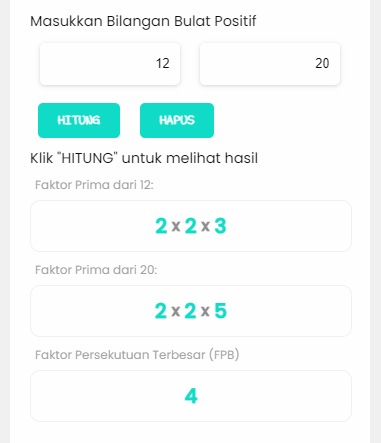 Masukkan Bilangan Bulat Positif
12 20
HITUNG HAPUS
Klik "HITUNG" untuk melihat hasil
Faktor Prima dari 12:
2 x 2 x 3
Faktor Prima dari 20:
2 x 2 x 5
Faktor Persekutuan Terbesar (FPB)
4